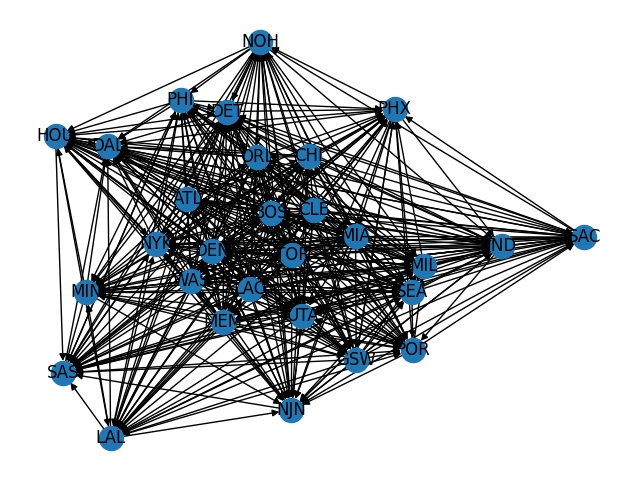 NOH
PHI
DET
PHX
HOU
DAL
ORL
CHI
ATL
BOS
CLE
MIA
NYK
DEN
TOR
IND
SAC
MIL
MIN
WAS
LAC
SEA
MEM
UTA
GSW
POR
SAS
NJN
LAL